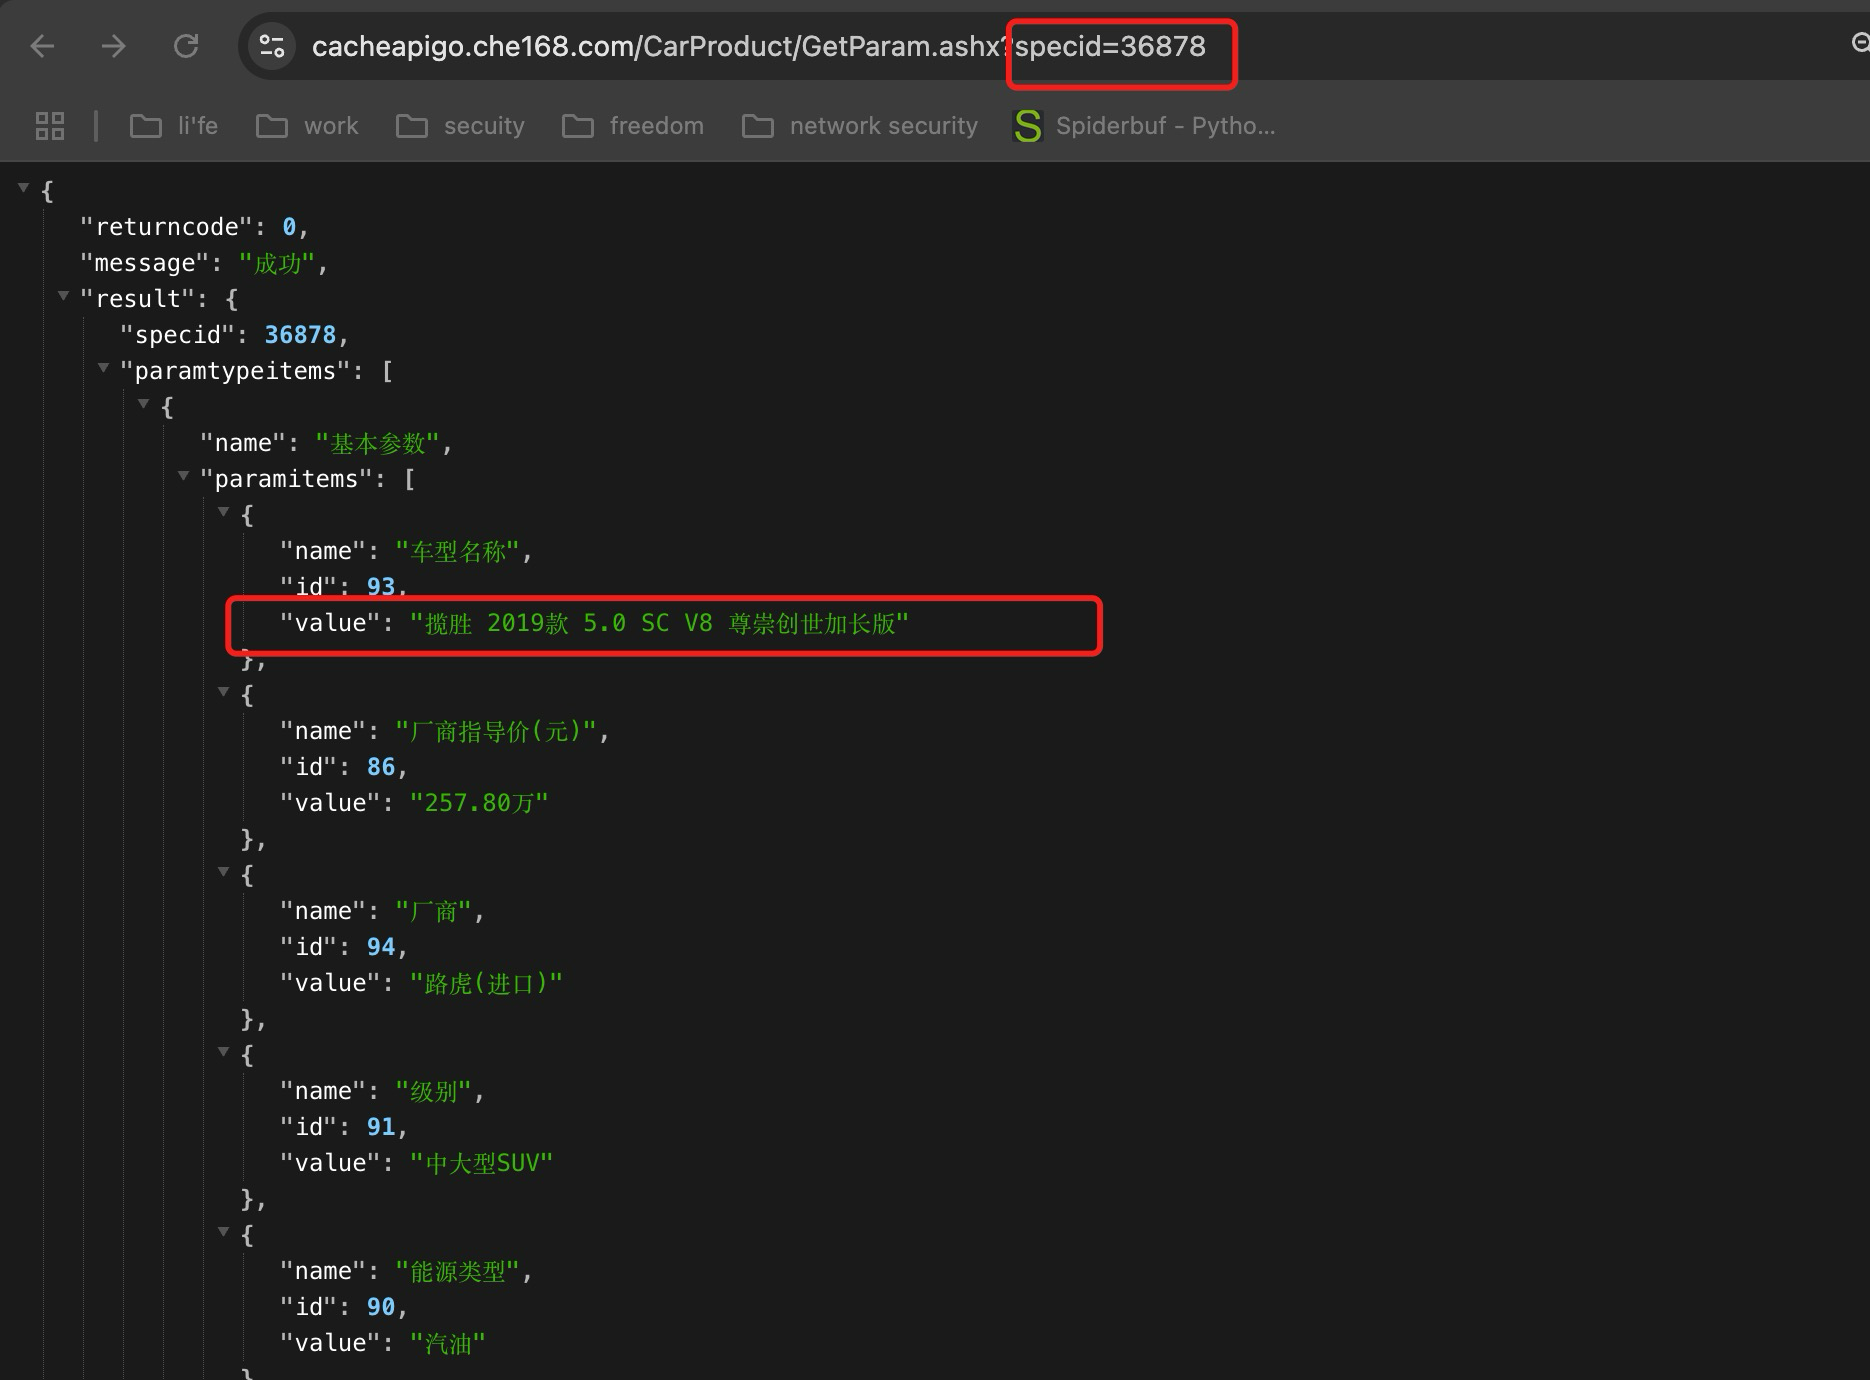 cacheapigo.che168.com/CarProduct/GetParam.ashx?specid=36878
li'fe work secuity freedom network security Spiderbuf - Pytho...
{
"returncode": 0,
"message": "成功",
"result": {
"specid": 36878,
"paramtypeitems": [
{
"name": "基本参数",
"paramitems": [
{
"name": "车型名称",
"id": 93,
"value": "揽胜 2019款 5.0 SC V8 尊崇创世加长版"
},
{
"name": "厂商指导价(元)",
"id": 86,
"value": "257.80万"
},
{
"name": "厂商",
"id": 94,
"value": "路虎(进口)"
},
{
"name": "级别",
"id": 91,
"value": "中大型SUV"
},
{
"name": "能源类型",
"id": 90,
"value": "汽油"
}